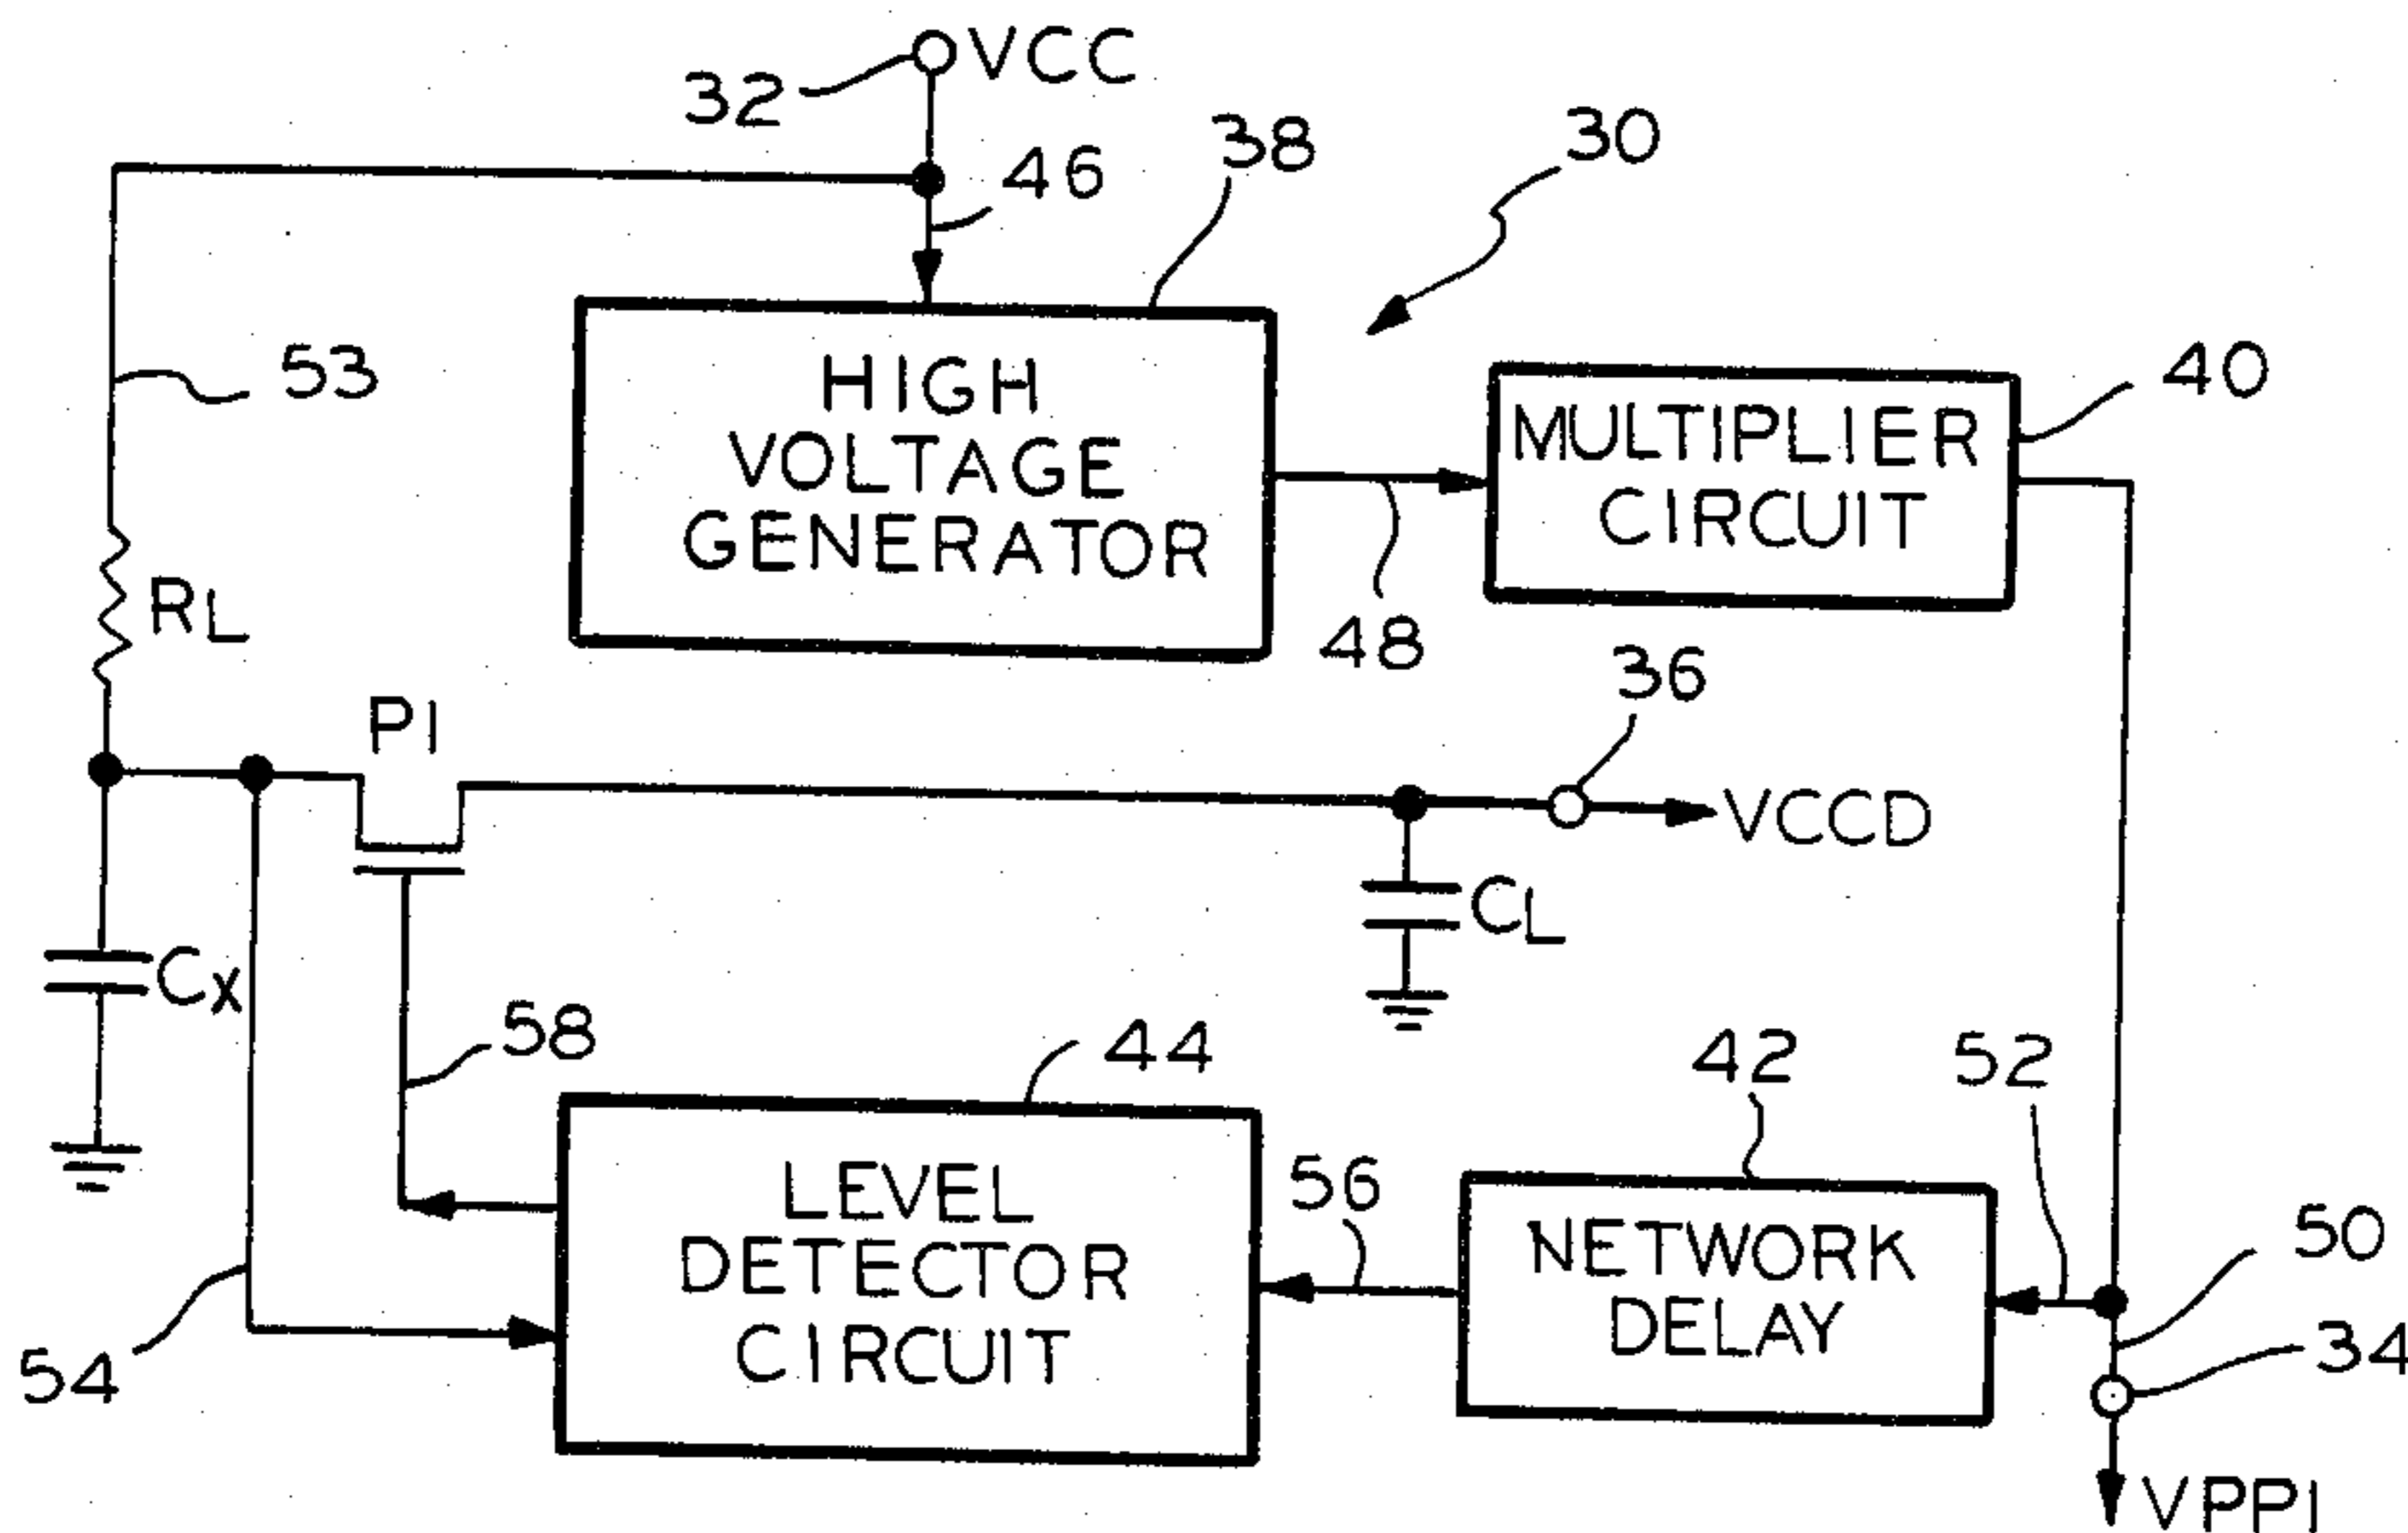 VCC
32
46
38
30
53
HIGH
VOLTAGE
GENERATOR
MULTIPLIER
CIRCUIT
40
RL
48
36
P1
VCCD
CL
CX
58
44
42
52
56
LEVEL
DETECTOR
CIRCUIT
NETWORK
DELAY
50
54
34
VPPI